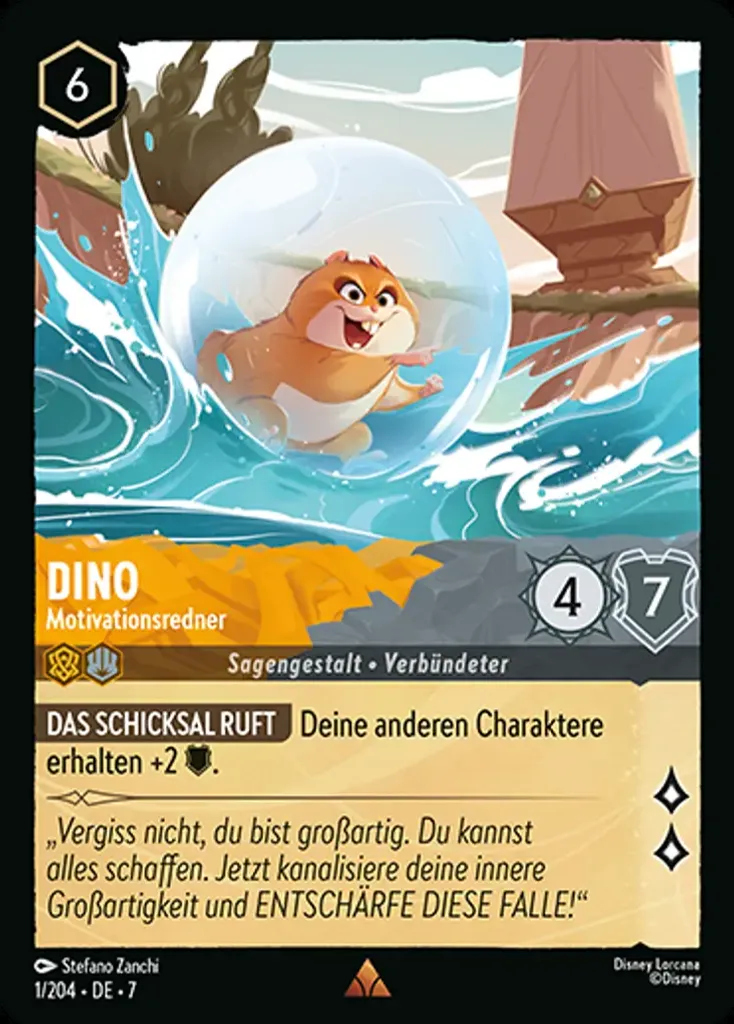 6
DINO
Motivationsredner
4
7
Sagengestalt • Verbündeter
DAS SCHICKSAL RUFT Deine anderen Charaktere
erhalten +2 .
„Vergiss nicht, du bist großartig. Du kannst
alles schaffen. Jetzt kanalisiere deine innere
Großartigkeit und ENTSCHÄRFE DIESE FALLE!“
Stefano Zanchi
1/204 • DE • 7
Disney Lorcana
©Disney